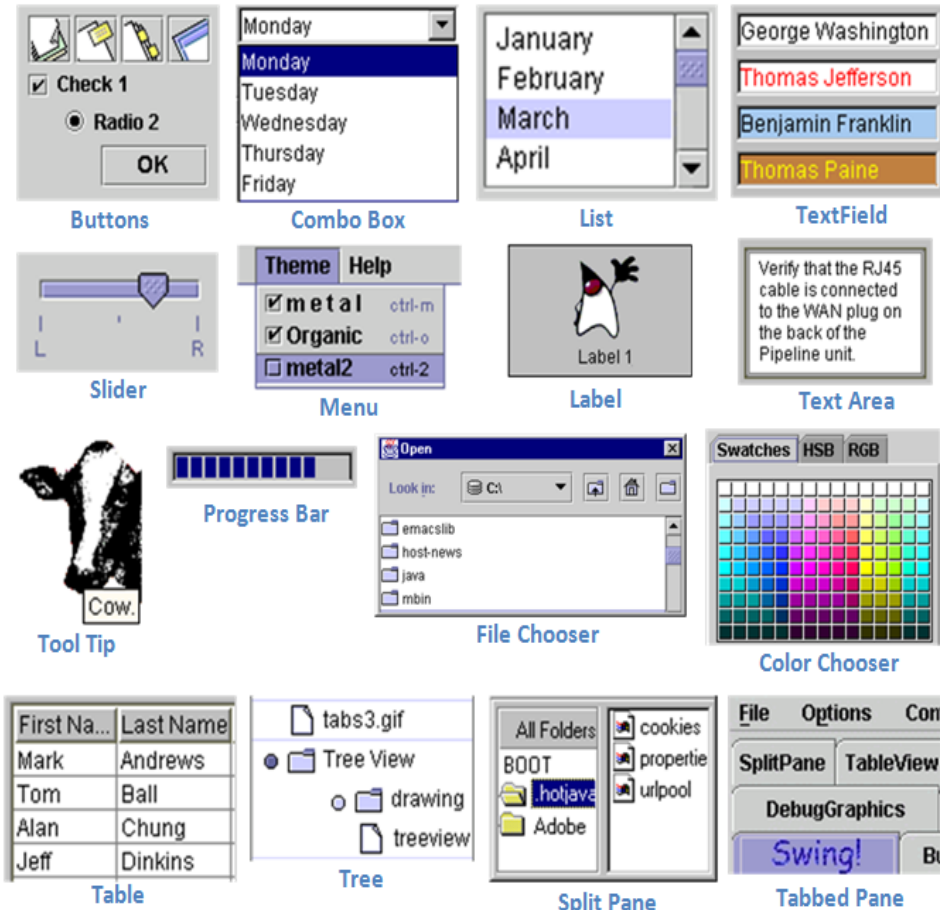 Check 1
Radio 2
OK
Buttons
Monday
Monday
Tuesday
Wednesday
Thursday
Friday
Combo Box
January
February
March
April
List
George Washington
Thomas Jefferson
Benjamin Franklin
Thomas Paine
TextField
L R
Slider
Theme Help
metal ctrl-m
Organic ctrl-o
metal2 ctrl-2
Menu
Label 1
Label
Verify that the RJ45
cable is connected
to the WAN plug on
the back of the
Pipeline unit.
Text Area
Cow.
Tool Tip
Progress Bar
Open
Look in: C:\
emacslib
host-news
java
mbin
File Chooser
Swatches HSB RGB
Color Chooser
First Na... Last Name
Mark Andrews
Tom Ball
Alan Chung
Jeff Dinkins
Table
tabs3.gif
Tree View
drawing
treeview
Tree
All Folders
BOOT
.hotjava
Adobe
cookies
propertie
urlpool
Split Pane
File Options Con
SplitPane TableView
DebugGraphics
Swing! Bu
Tabbed Pane